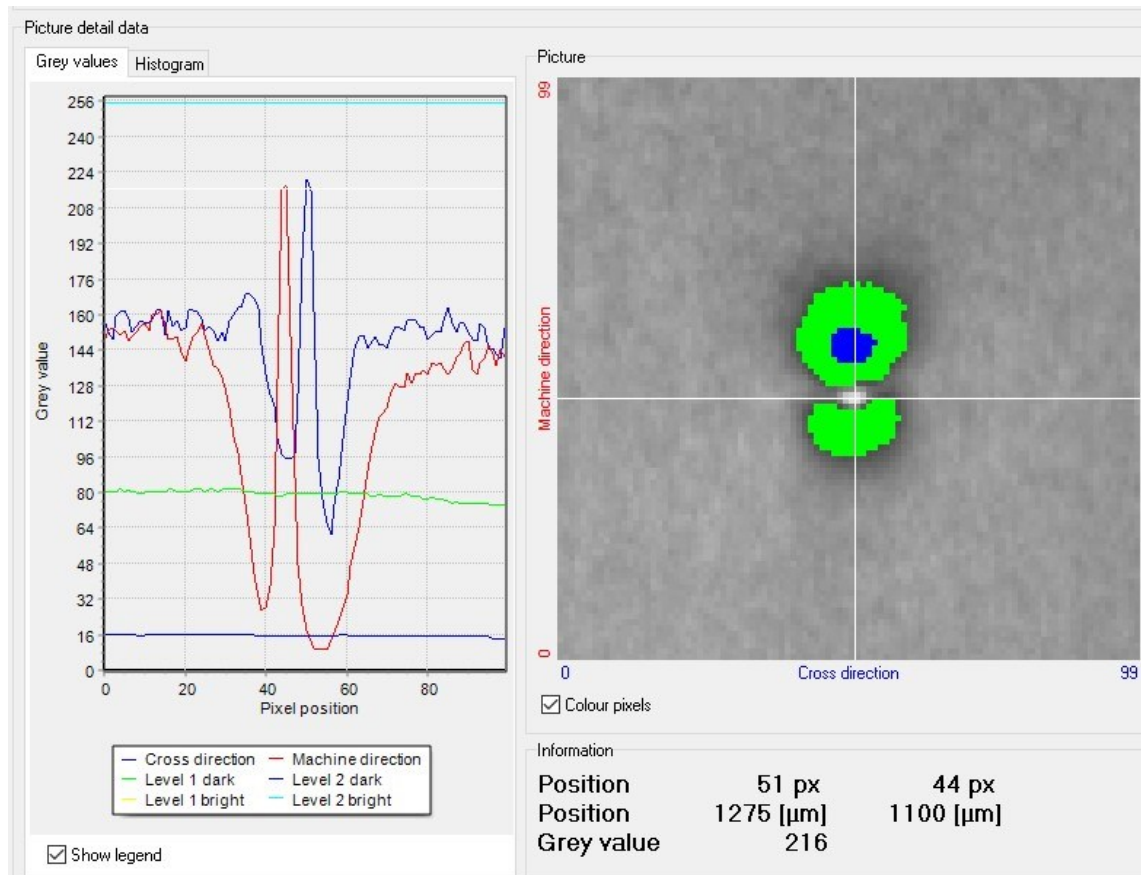 Picture detail data
Grey values Histogram
256
240
224
208
192
176
160
144
128
112
96
80
64
48
32
16
0
Grey value
0 20 40 60 80
Pixel position
Cross direction Machine direction
Level 1 dark Level 2 dark
Level 1 bright Level 2 bright
Show legend
Picture
99
Machine direction
0
0 Cross direction 99
Colour pixels
Information
Position 51 px 44 px
Position 1275 [µm] 1100 [µm]
Grey value 216